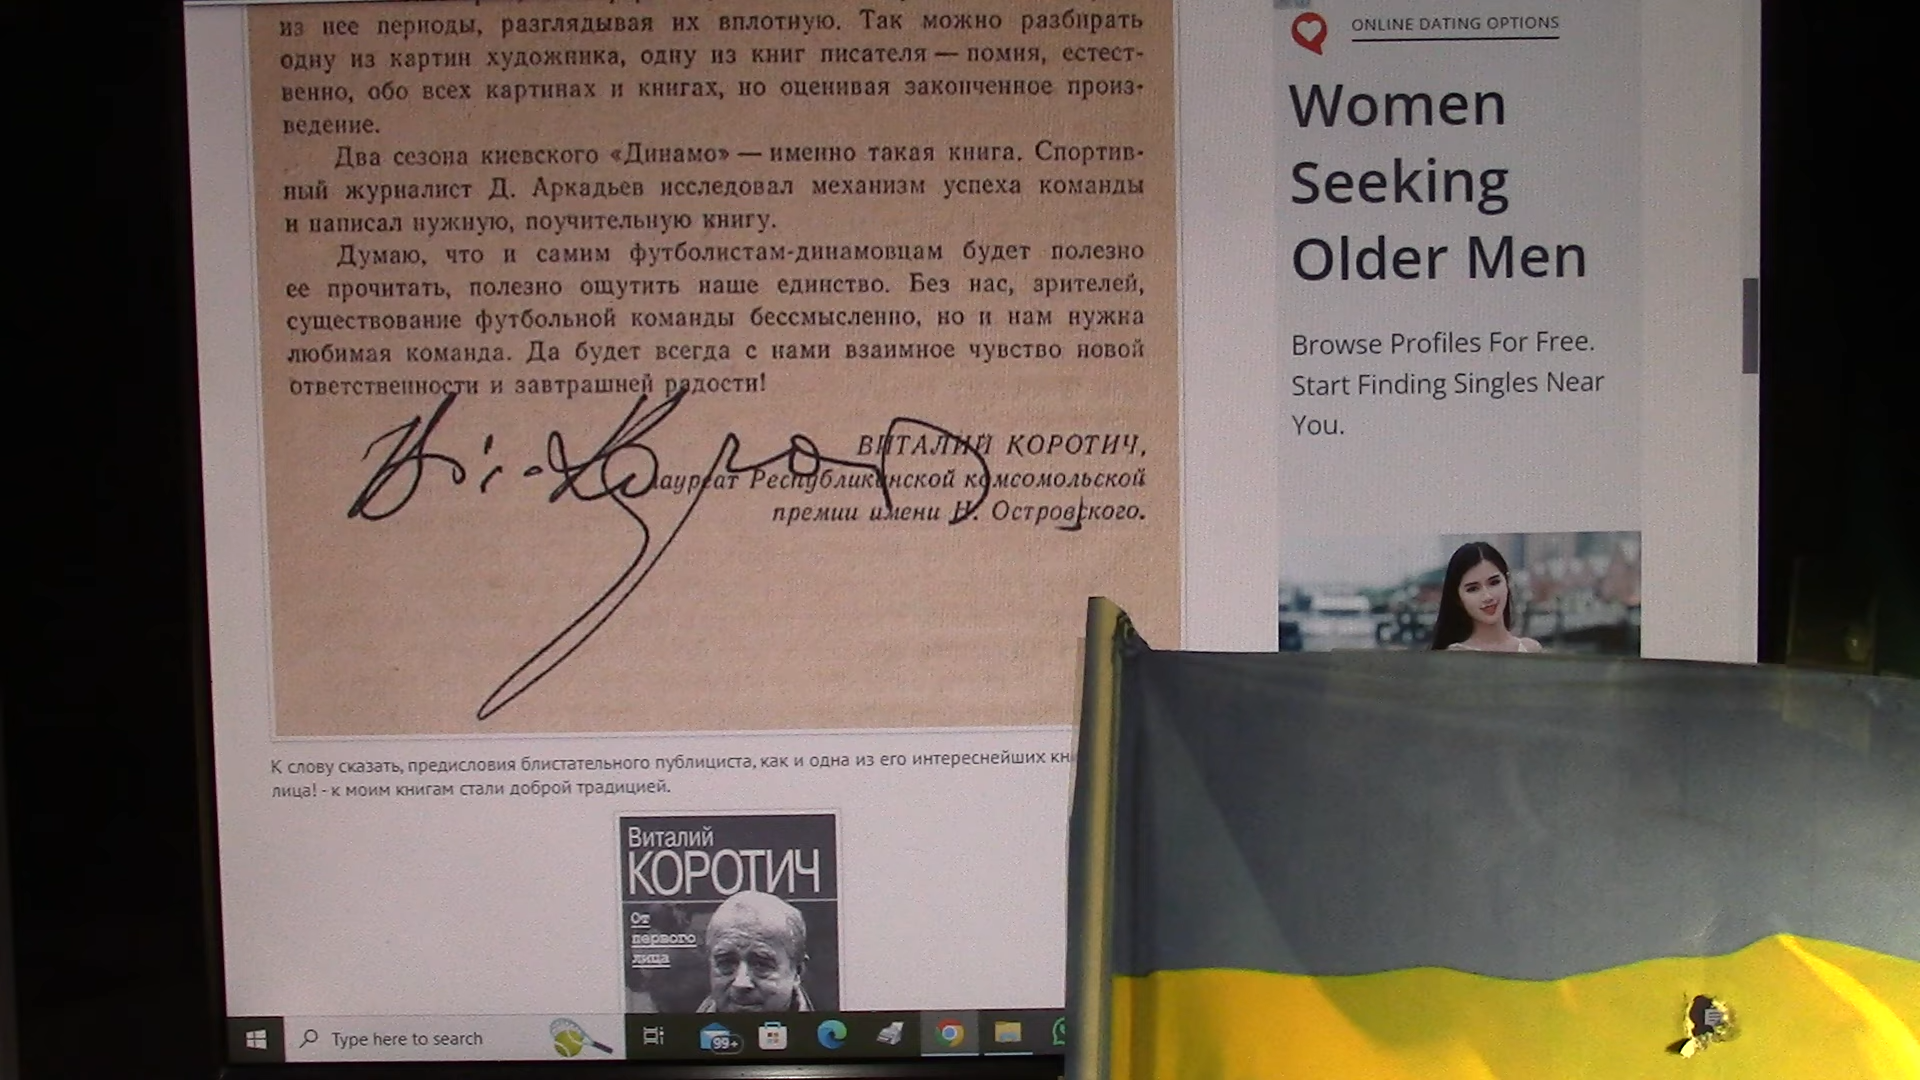 из нее периоды, разглядывая их вплотную. Так можно разбирать
одну из картин художника, одну из книг писателя — помня, естест-
венно, обо всех картинах и книгах, но оценивая законченное произ-
ведение.
Два сезона киевского «Динамо» — именно такая книга. Спортив-
ный журналист Д. Аркадьев исследовал механизм успеха команды
и написал нужную, поучительную книгу.
Думаю, что и самим футболистам-динамовцам будет полезно
ее прочитать, полезно ощутить наше единство. Без нас, зрителей,
существование футбольной команды бессмысленно, но и нам нужна
любимая команда. Да будет всегда с нами взаимное чувство новой
ответственности и завтрашней радости!
ВИТАЛИЙ КОРОТИЧ,
лауреат Республиканской комсомольской
премии имени Н. Островского.
К слову сказать, предисловия блистательного публициста, как и одна из его интереснейших
лица! - к моим книгам стали доброй традицией.
Виталий
КОРОТИЧ
От
первого
лица
Type here to search
99+
ONLINE DATING OPTIONS
Women
Seeking
Older Men
Browse Profiles For Free.
Start Finding Singles Near
You.